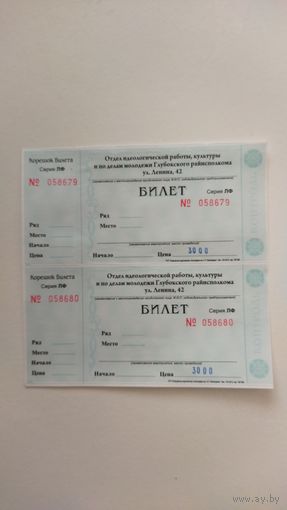 Корешок Билета
Серия ЛФ
№ 058679
Ряд
Место
Начало
Цена
Отдел идеологической работы, культуры
и по делам молодежи Глубокского райисполкома
ул. Ленина, 42
БИЛЕТ Серия ЛФ
№ 058679
Ряд
Место
Начало Цена 3000
Корешок Билета
Серия ЛФ
№ 058680
Ряд
Место
Начало
Цена
Отдел идеологической работы, культуры
и по делам молодежи Глубокского райисполкома
ул. Ленина, 42
БИЛЕТ Серия ЛФ
№ 058680
Ряд
Место
Начало Цена 3000
www.ay.by